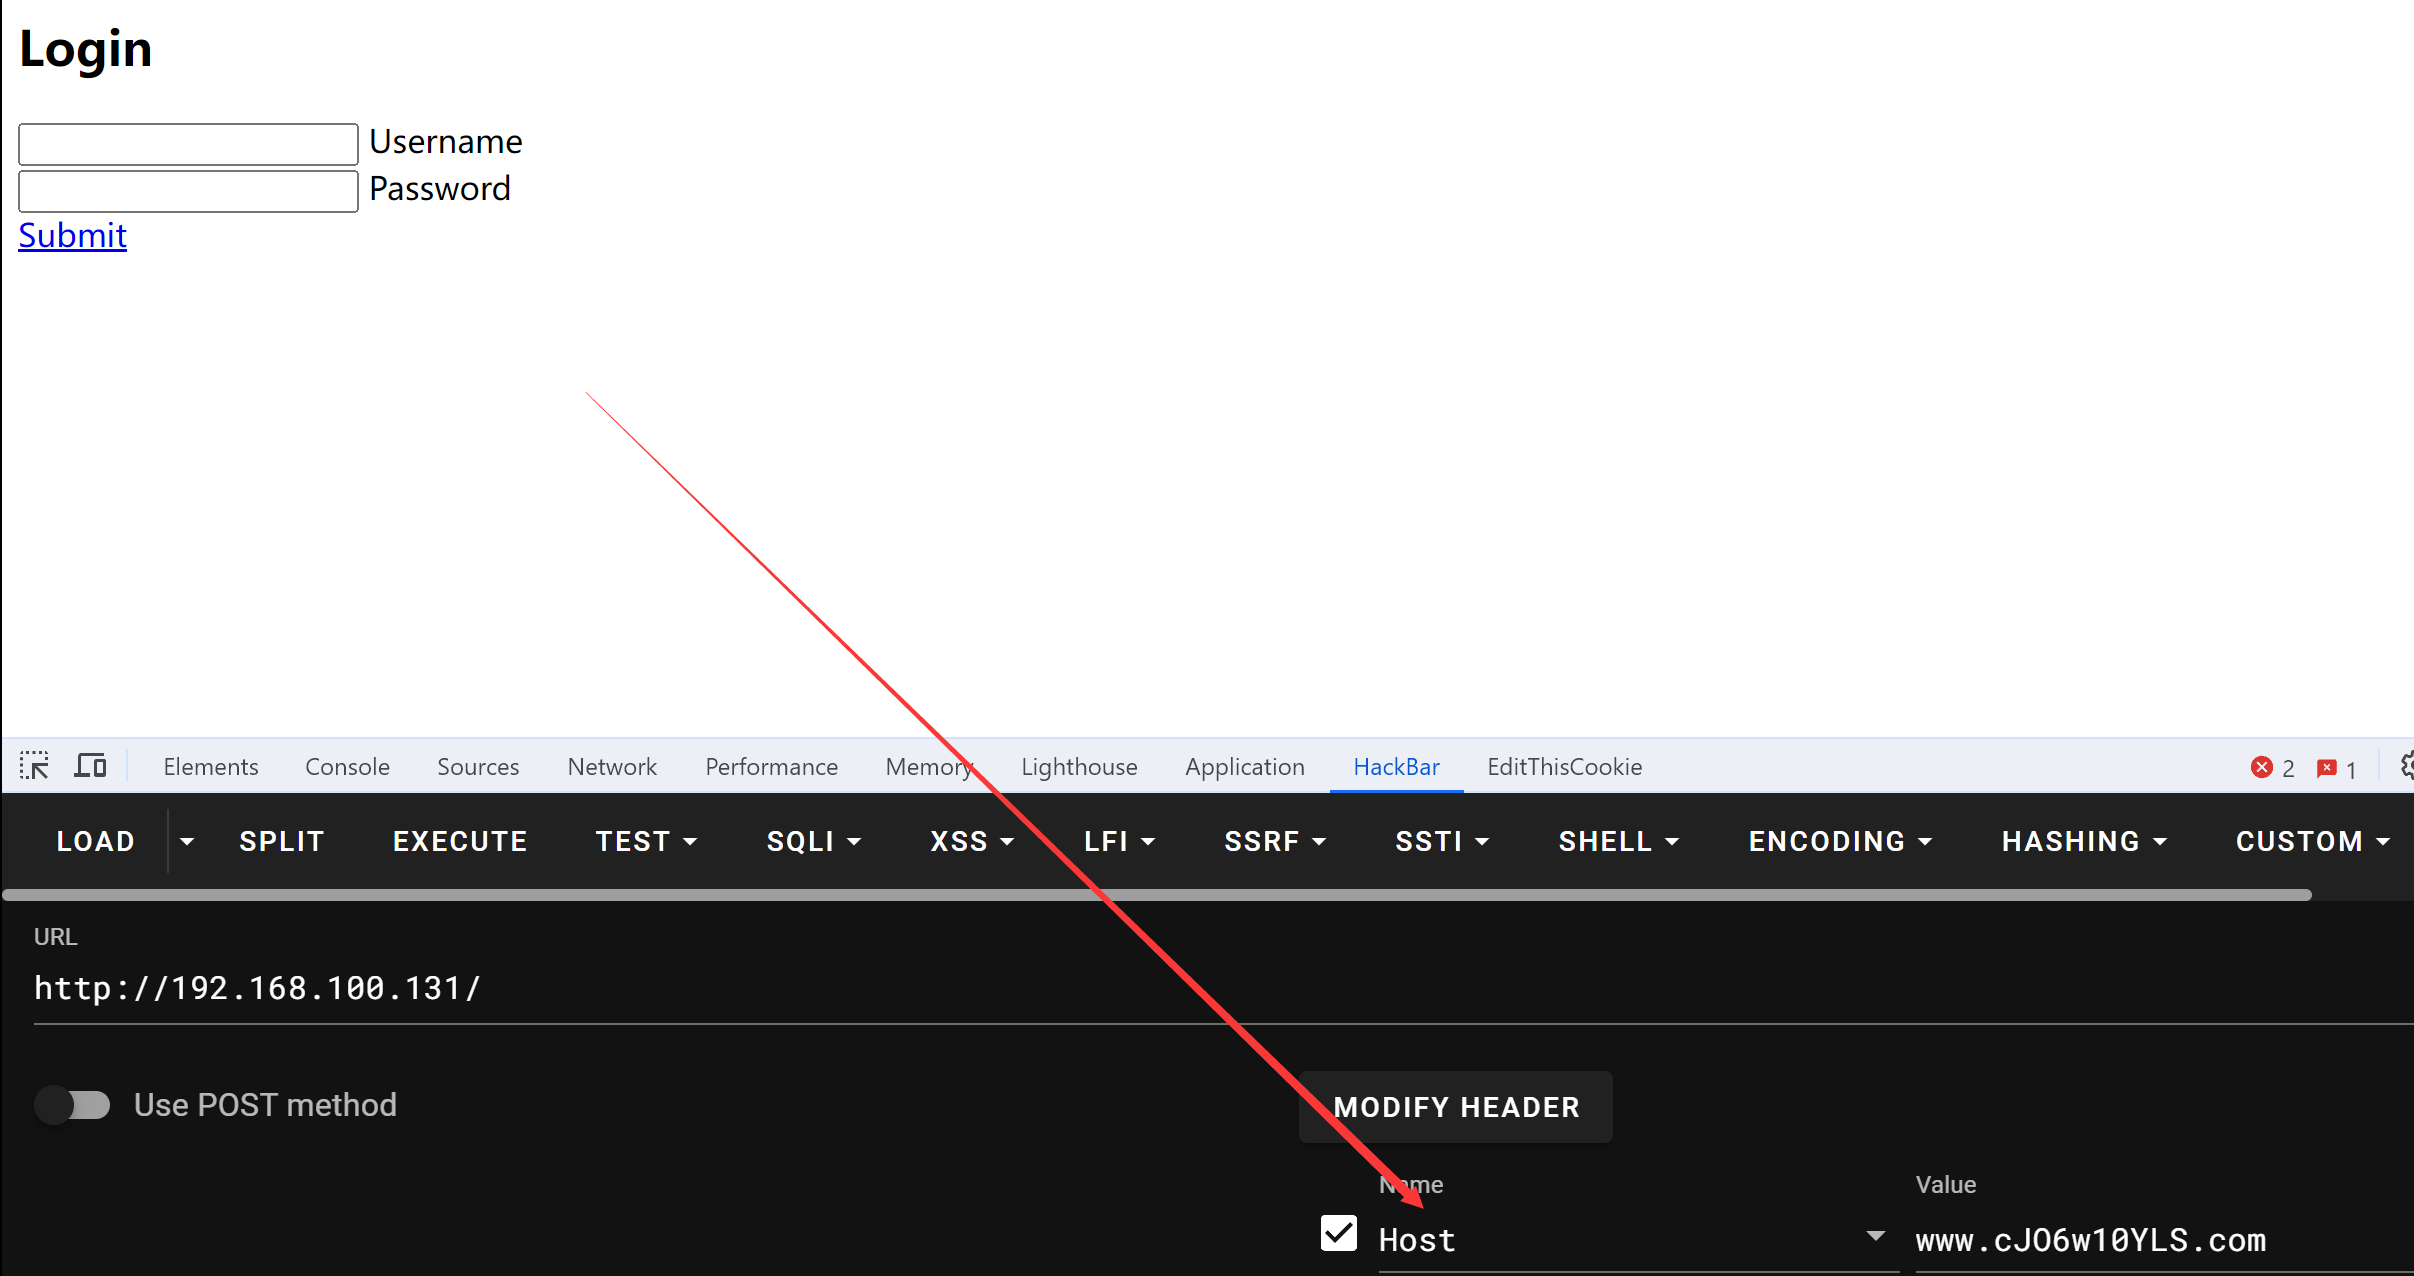 Login
Username
Password
Submit
Elements Console Sources Network Performance Memory Lighthouse Application HackBar EditThisCookie 2 1
LOAD SPLIT EXECUTE TEST SQLI XSS LFI SSRF SSTI SHELL ENCODING HASHING CUSTOM
URL
http://192.168.100.131/
Use POST method MODIFY HEADER
Name Value
Host www.cJO6w10YLS.com